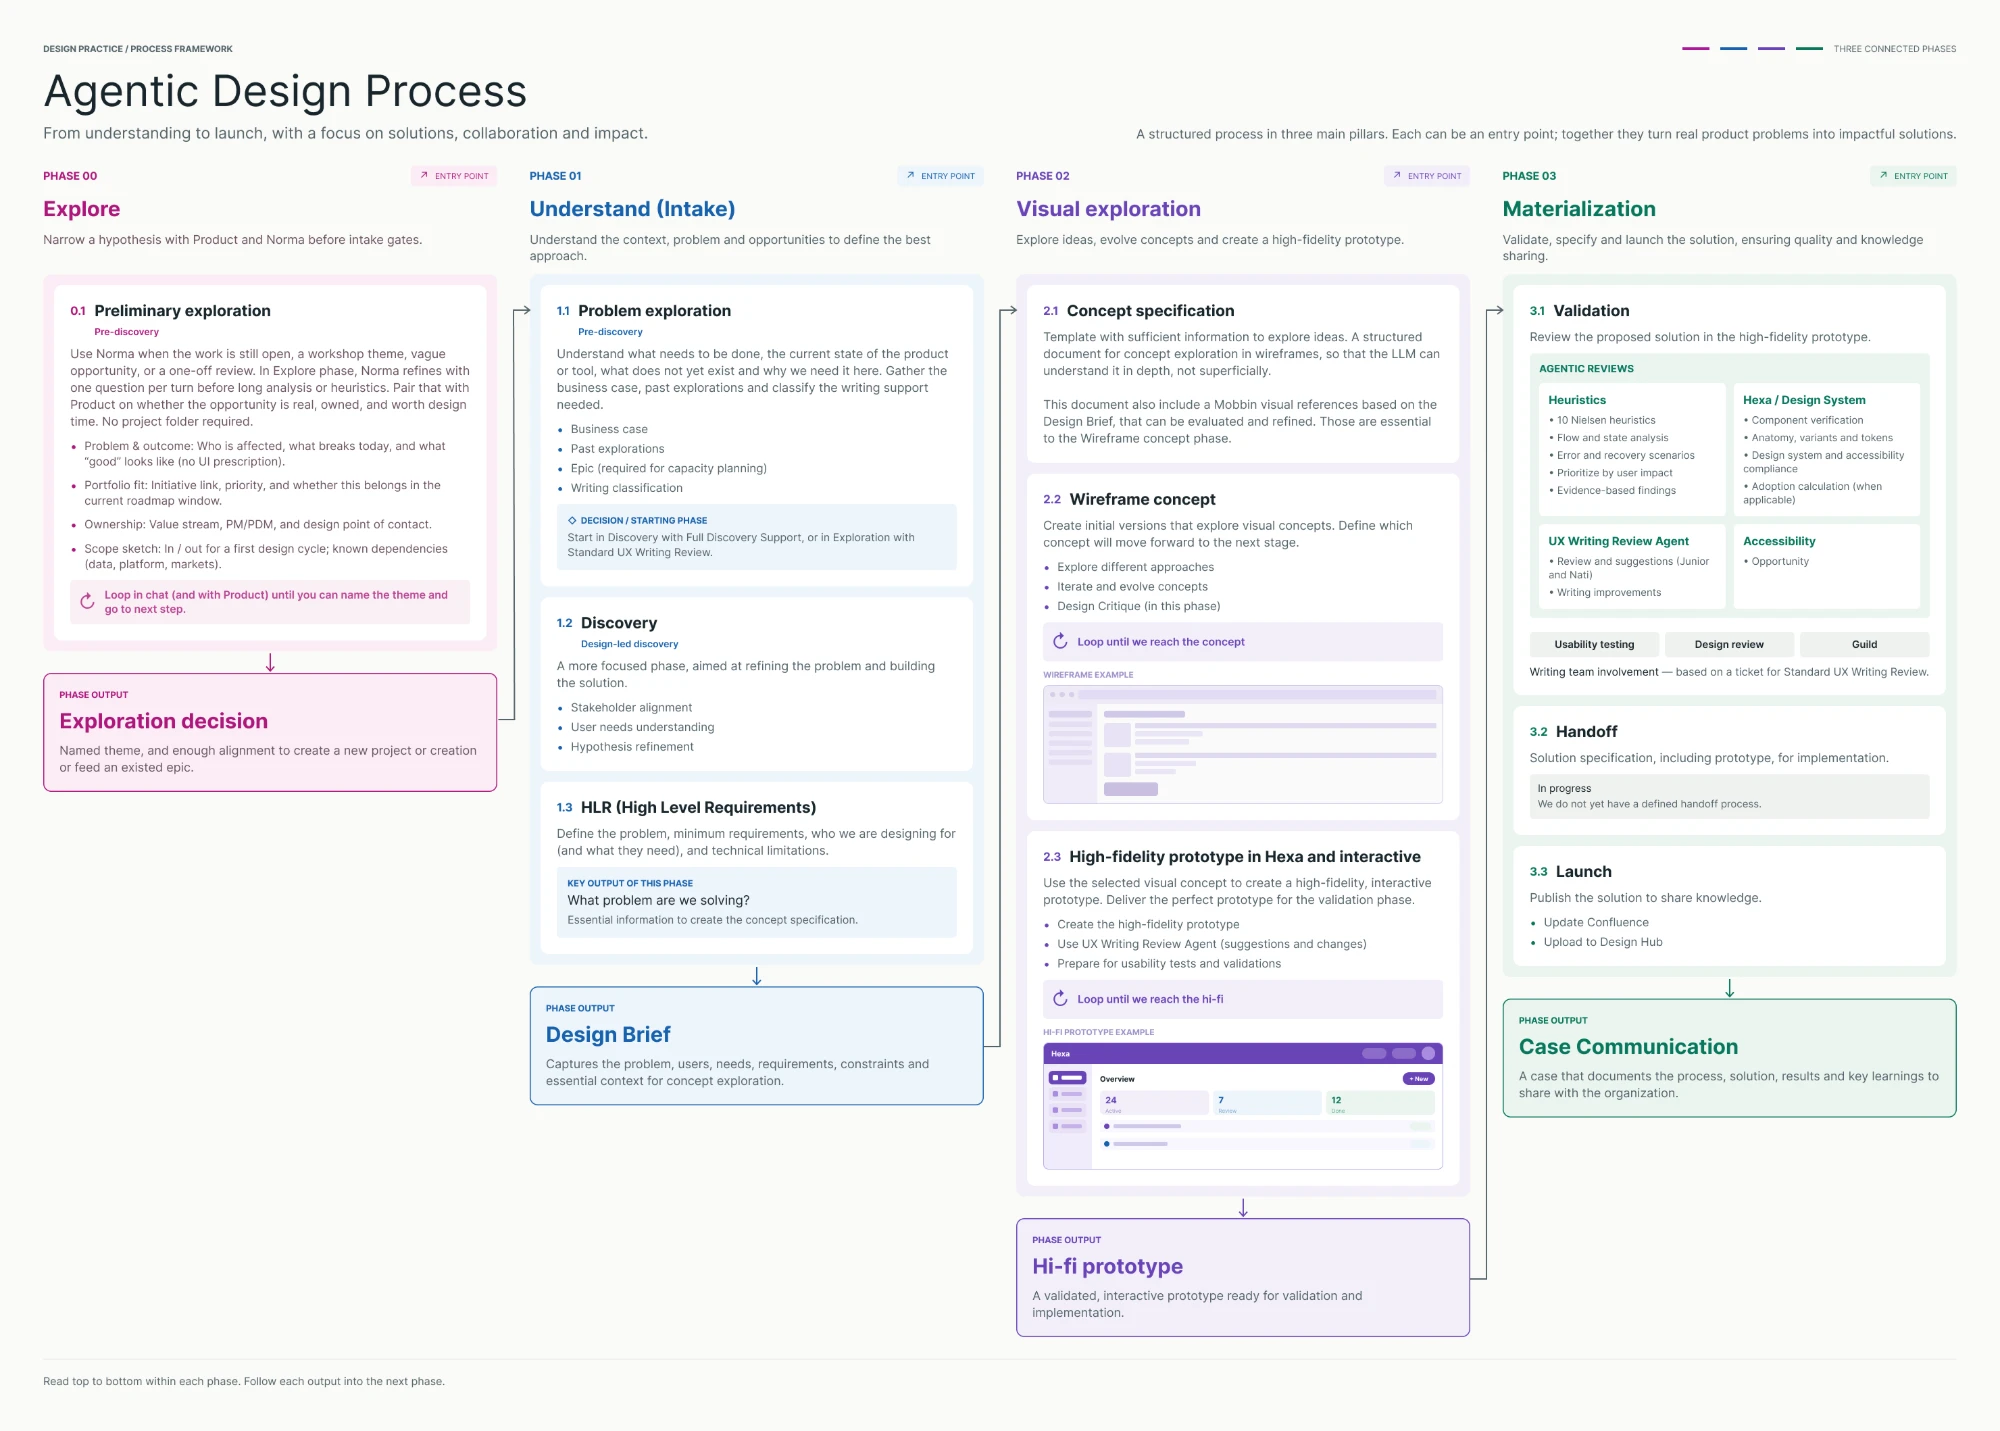 DESIGN PRACTICE / PROCESS FRAMEWORK
THREE CONNECTED PHASES
Agentic Design Process
From understanding to launch, with a focus on solutions, collaboration and impact.
A structured process in three main pillars. Each can be an entry point; together they turn real product problems into impactful solutions.
PHASE 00
ENTRY POINT
Explore
Narrow a hypothesis with Product and Norma before intake gates.
0.1 Preliminary exploration
Pre-discovery
Use Norma when the work is still open, a workshop theme, vague
opportunity, or a one-off review. In Explore phase, Norma refines with
one question per turn before long analysis or heuristics. Pair that with
Product on whether the opportunity is real, owned, and worth design
time. No project folder required.
• Problem & outcome: Who is affected, what breaks today, and what
“good” looks like (no UI prescription).
• Portfolio fit: Initiative link, priority, and whether this belongs in the
current roadmap window.
• Ownership: Value stream, PM/PDM, and design point of contact.
• Scope sketch: In / out for a first design cycle; known dependencies
(data, platform, markets).
Loop in chat (and with Product) until you can name the theme and
go to next step.
PHASE OUTPUT
Exploration decision
Named theme, and enough alignment to create a new project or creation
or feed an existed epic.
PHASE 01
ENTRY POINT
Understand (Intake)
Understand the context, problem and opportunities to define the best
approach.
1.1 Problem exploration
Pre-discovery
Understand what needs to be done, the current state of the product
or tool, what does not yet exist and why we need it here. Gather the
business case, past explorations and classify the writing support
needed.
• Business case
• Past explorations
• Epic (required for capacity planning)
• Writing classification
DECISION / STARTING PHASE
Start in Discovery with Full Discovery Support, or in Exploration with
Standard UX Writing Review.
1.2 Discovery
Design-led discovery
A more focused phase, aimed at refining the problem and building
the solution.
• Stakeholder alignment
• User needs understanding
• Hypothesis refinement
1.3 HLR (High Level Requirements)
Define the problem, minimum requirements, who we are designing for
(and what they need), and technical limitations.
KEY OUTPUT OF THIS PHASE
What problem are we solving?
Essential information to create the concept specification.
PHASE OUTPUT
Design Brief
Captures the problem, users, needs, requirements, constraints and
essential context for concept exploration.
PHASE 02
ENTRY POINT
Visual exploration
Explore ideas, evolve concepts and create a high-fidelity prototype.
2.1 Concept specification
Template with sufficient information to explore ideas. A structured
document for concept exploration in wireframes, so that the LLM can
understand it in depth, not superficially.
This document also include a Mobbin visual references based on the
Design Brief, that can be evaluated and refined. Those are essential
to the Wireframe concept phase.
2.2 Wireframe concept
Create initial versions that explore visual concepts. Define which
concept will move forward to the next stage.
• Explore different approaches
• Iterate and evolve concepts
• Design Critique (in this phase)
Loop until we reach the concept
WIREFRAME EXAMPLE
2.3 High-fidelity prototype in Hexa and interactive
Use the selected visual concept to create a high-fidelity, interactive
prototype. Deliver the perfect prototype for the validation phase.
• Create the high-fidelity prototype
• Use UX Writing Review Agent (suggestions and changes)
• Prepare for usability tests and validations
Loop until we reach the hi-fi
HI-FI PROTOTYPE EXAMPLE
Hexa
Overview
+ New
24
7
12
Active
Review
Done
PHASE OUTPUT
Hi-fi prototype
A validated, interactive prototype ready for validation and
implementation.
PHASE 03
ENTRY POINT
Materialization
Validate, specify and launch the solution, ensuring quality and knowledge
sharing.
3.1 Validation
Review the proposed solution in the high-fidelity prototype.
AGENTIC REVIEWS
Heuristics
• 10 Nielsen heuristics
• Flow and state analysis
• Error and recovery scenarios
• Prioritize by user impact
• Evidence-based findings
Hexa / Design System
• Component verification
• Anatomy, variants and tokens
• Design system and accessibility
compliance
• Adoption calculation (when
applicable)
UX Writing Review Agent
• Review and suggestions (Junior
and Nati)
• Writing improvements
Accessibility
• Opportunity
Usability testing
Design review
Guild
Writing team involvement — based on a ticket for Standard UX Writing Review.
3.2 Handoff
Solution specification, including prototype, for implementation.
In progress
We do not yet have a defined handoff process.
3.3 Launch
Publish the solution to share knowledge.
• Update Confluence
• Upload to Design Hub
PHASE OUTPUT
Case Communication
A case that documents the process, solution, results and key learnings to
share with the organization.
Read top to bottom within each phase. Follow each output into the next phase.